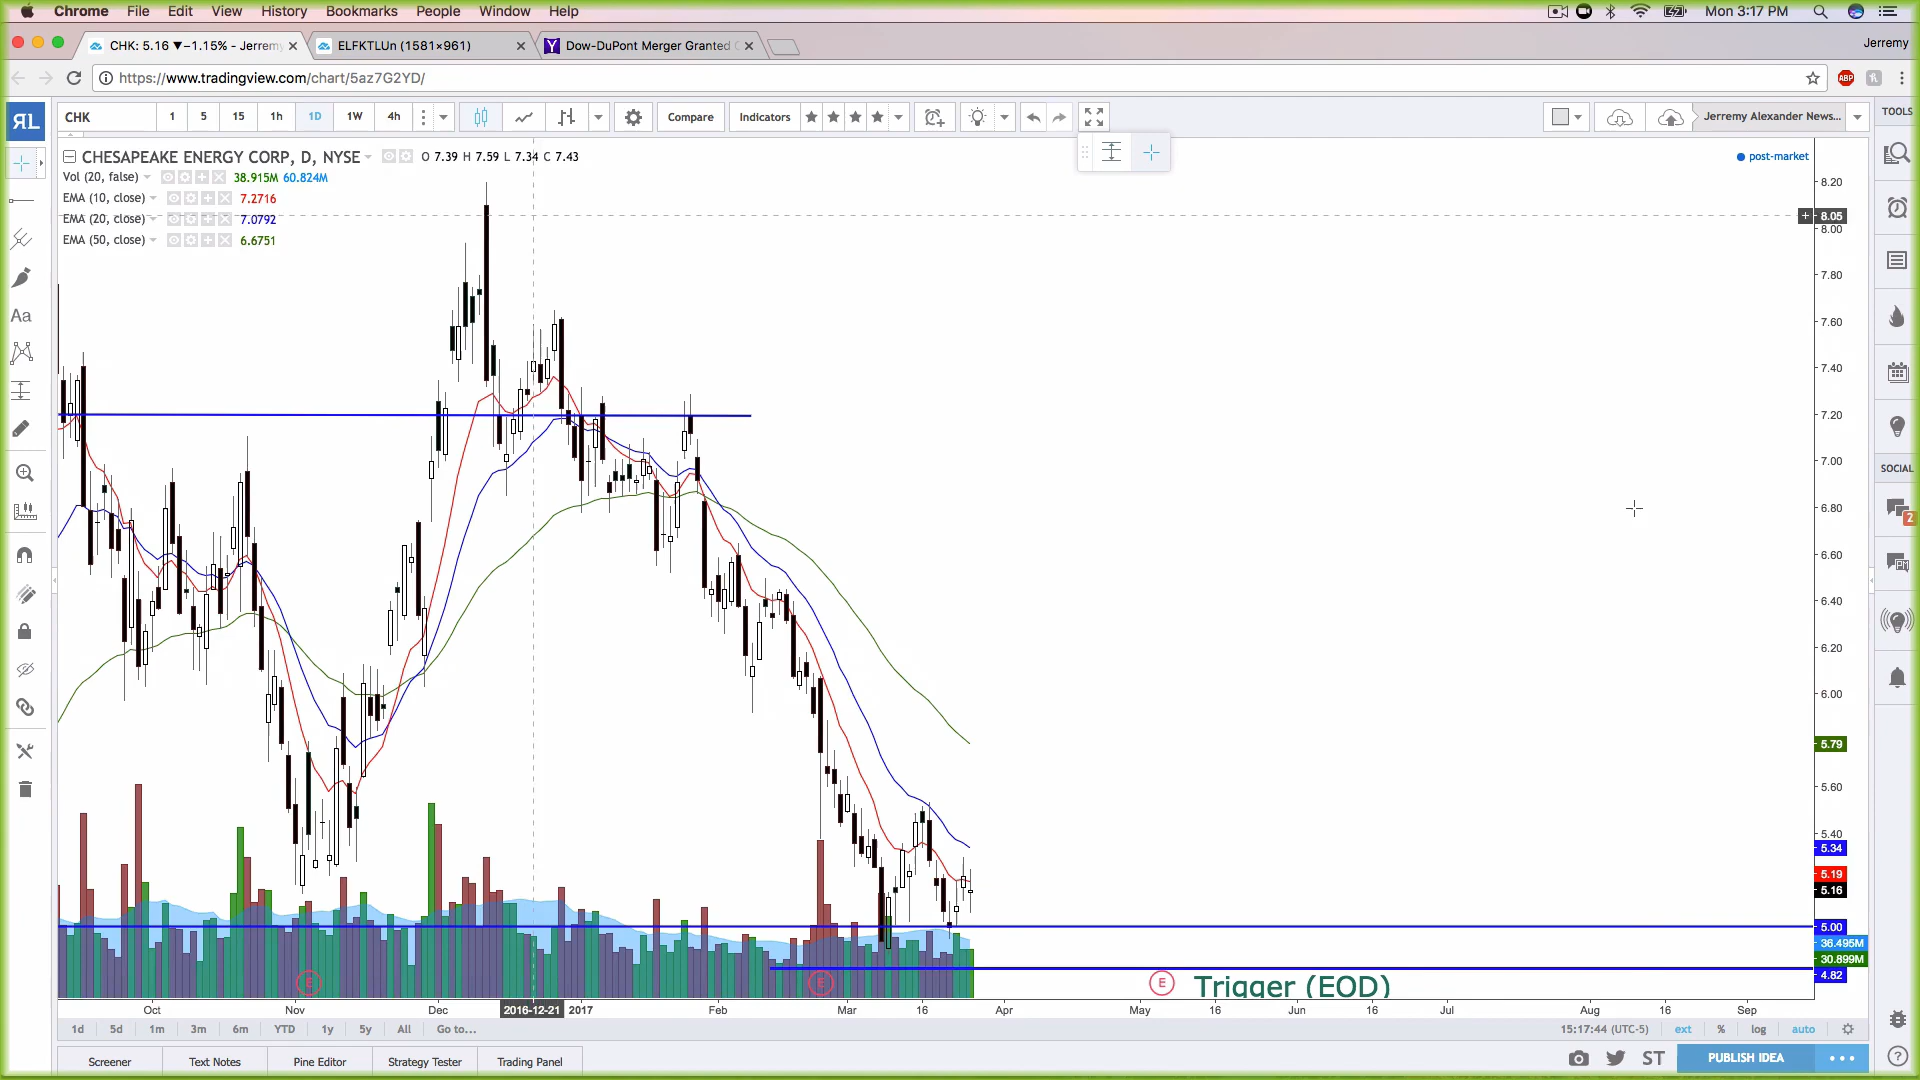 Chrome File Edit View History Bookmarks People Window Help Mon 3:17 PM
CHK: 5.16 ▼−1.15% - Jerremy ELFKTLUn (1581×961) Dow-DuPont Merger Granted Jerremy
https://www.tradingview.com/chart/5az7G2YD/ ABP
CHK 1 5 15 1h 1D 1W 4h Compare Indicators Jerremy Alexander News... TOOLS
CHESAPEAKE ENERGY CORP, D, NYSE O 7.39 H 7.59 L 7.34 C 7.43 post-market
Vol (20, false) 38.915M 60.824M
EMA (10, close) 7.2716
EMA (20, close) 7.0792
EMA (50, close) 6.6751
8.20
8.05
8.00
7.80
7.60
7.40
7.20
7.00
SOCIAL
6.80
2
6.60
6.40
6.20
6.00
5.79
5.60
5.40
5.34
5.19
5.16
5.00
36.495M
30.899M
4.82
E E E Trigger (EOD)
Oct Nov Dec 2016-12-21 2017 Feb Mar 16 Apr May 16 Jun 16 Jul Aug 16 Sep
1d 5d 1m 3m 6m YTD 1y 5y All Go to... 15:17:44 (UTC-5) ext % log auto
Screener Text Notes Pine Editor Strategy Tester Trading Panel ST PUBLISH IDEA
Aa